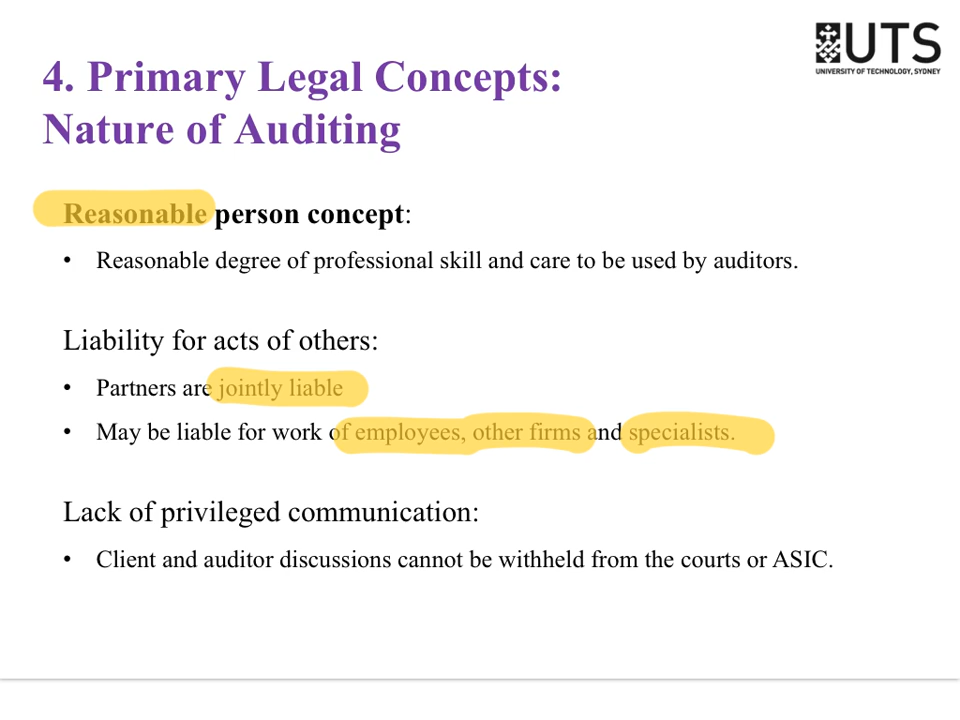 UTS
UNIVERSITY OF TECHNOLOGY, SYDNEY
4. Primary Legal Concepts:
Nature of Auditing
Reasonable person concept:
• Reasonable degree of professional skill and care to be used by auditors.
Liability for acts of others:
• Partners are jointly liable
• May be liable for work of employees, other firms and specialists.
Lack of privileged communication:
• Client and auditor discussions cannot be withheld from the courts or ASIC.